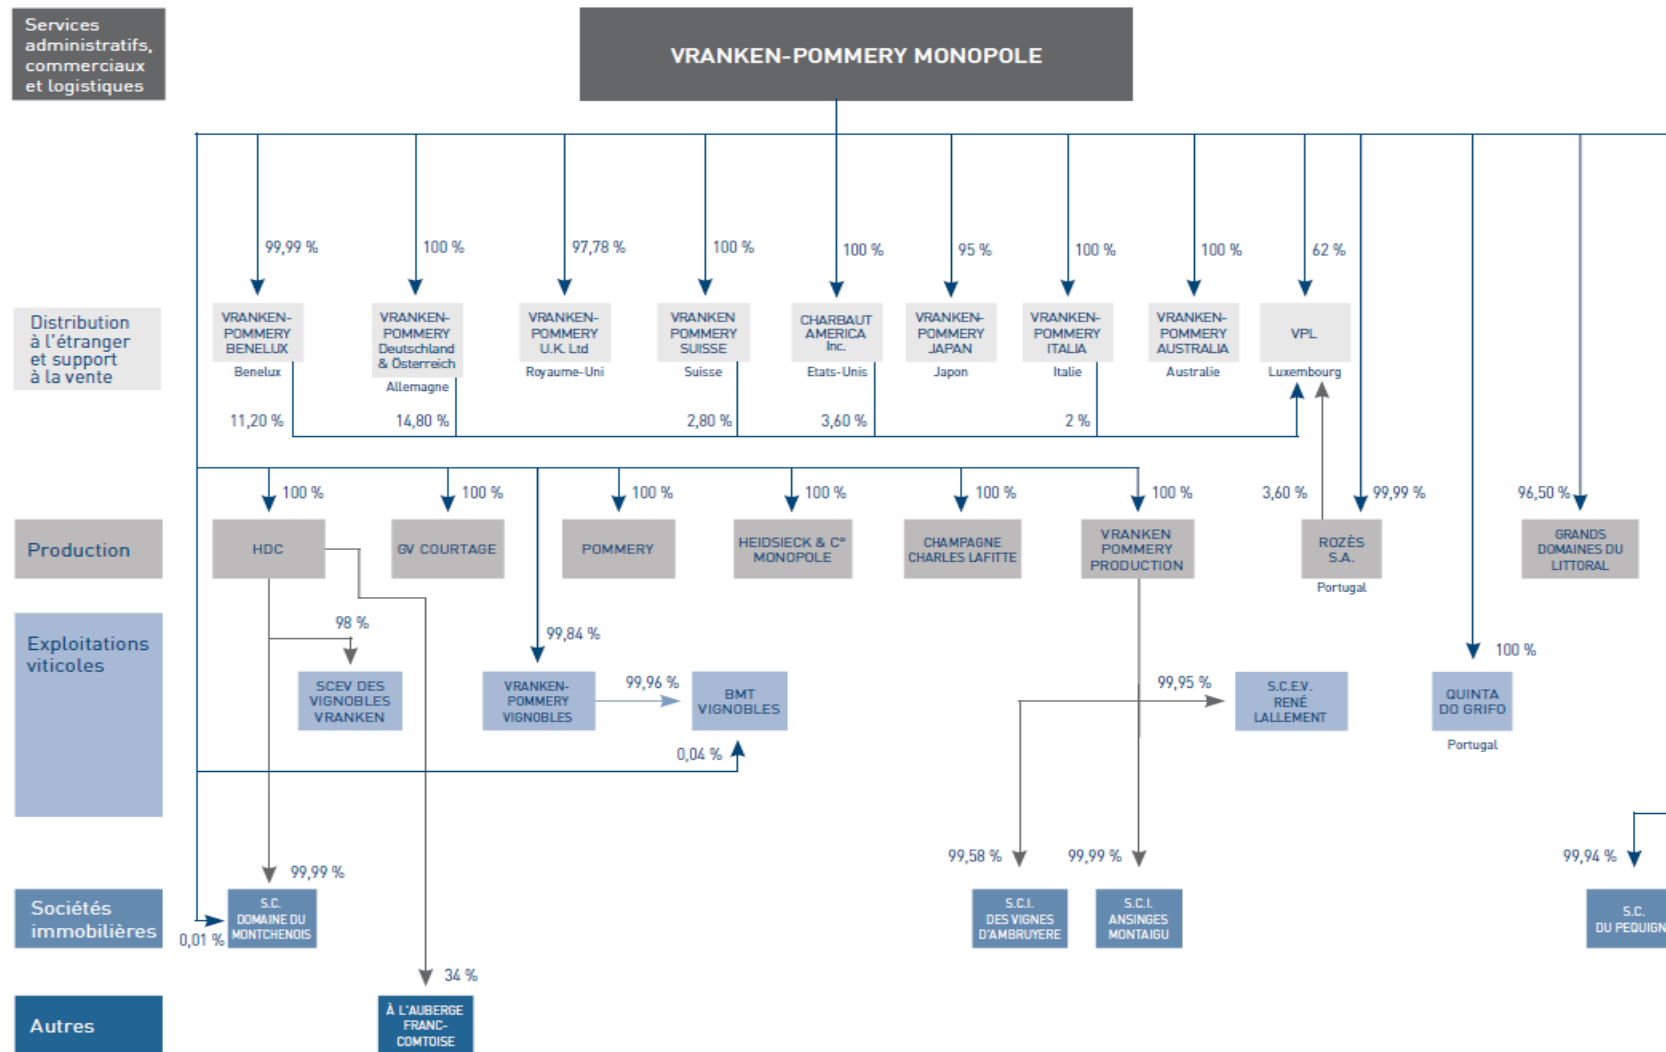 Services
administratifs,
commerciaux
et logistiques
VRANKEN-POMMERY MONOPOLE
99,99 %
100 %
97,78 %
100 %
100 %
95 %
100 %
100 %
62 %
Distribution
à l'étranger
et support
à la vente
VRANKEN-
POMMERY
BENELUX
Benelux
VRANKEN-
POMMERY
Deutschland
& Österreich
Allemagne
VRANKEN-
POMMERY
U.K. Ltd
Royaume-Uni
VRANKEN
POMMERY
SUISSE
Suisse
CHARBAUT
AMERICA
Inc.
Etats-Unis
VRANKEN-
POMMERY
JAPAN
Japon
VRANKEN-
POMMERY
ITALIA
Italie
VRANKEN-
POMMERY
AUSTRALIA
Australie
VPL
Luxembourg
11,20 %
14,80 %
2,80 %
3,60 %
2 %
100 %
100 %
100 %
100 %
100 %
100 %
3,60 %
99,99 %
96,50 %
Production
HDC
GV COURTAGE
POMMERY
HEIDSIECK & C°
MONOPOLE
CHAMPAGNE
CHARLES LAFITTE
VRANKEN
POMMERY
PRODUCTION
ROZÈS
S.A.
Portugal
GRANDS
DOMAINES DU
LITTORAL
98 %
99,84 %
100 %
Exploitations
viticoles
SCEV DES
VIGNOBLES
VRANKEN
VRANKEN-
POMMERY
VIGNOBLES
99,96 %
BMT
VIGNOBLES
99,95 %
S.C.E.V.
RENÉ
LALLEMENT
QUINTA
DO GRIFO
Portugal
0,04 %
99,99 %
99,58 %
99,99 %
99,94 %
Sociétés
immobilières
0,01 %
S.C.
DOMAINE DU
MONTCHENOIS
S.C.I.
DES VIGNES
D'AMBRUYERE
S.C.I.
ANSINGES
MONTAIGU
S.C.
DU PEQUIGN
34 %
Autres
À L'AUBERGE
FRANC-
COMTOISE